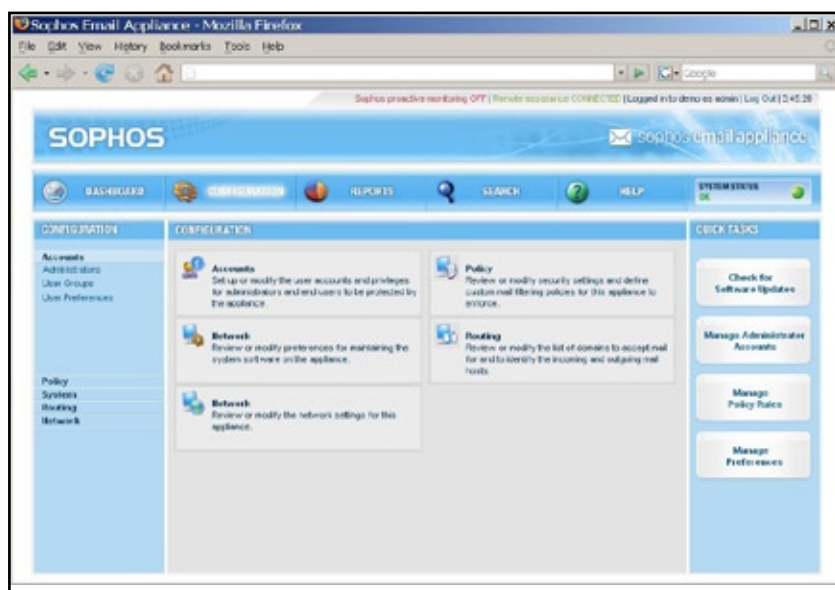 Sophos Email Appliance - Mozilla Firefox
File Edit View History Bookmarks Tools Help
Google
Sophos proactive monitoring OFF | Remote assistance CONNECTED | Logged in to demo as admin | Log Out | 2:45:26
SOPHOS
sophos email appliance
DASHBOARD
CONFIGURATION
REPORTS
SEARCH
HELP
SYSTEM STATUS
OK
CONFIGURATION
Accounts
Administrators
User Groups
User Preferences
Policy
System
Routing
Network
CONFIGURATION
Accounts
Set up or modify the user accounts and privileges
for administrators and end users to be protected by
the appliance.
Policy
Review or modify security settings and define
custom mail filtering policies for this appliance to
enforce.
Network
Review or modify preferences for maintaining the
system software on the appliance.
Routing
Review or modify the list of domains to accept mail
for and to identify the incoming and outgoing mail
hosts.
Network
Review or modify the network settings for this
appliance.
QUICK TASKS
Check for
Software Updates
Manage Administrator
Accounts
Manage
Policy Rules
Manage
Preferences